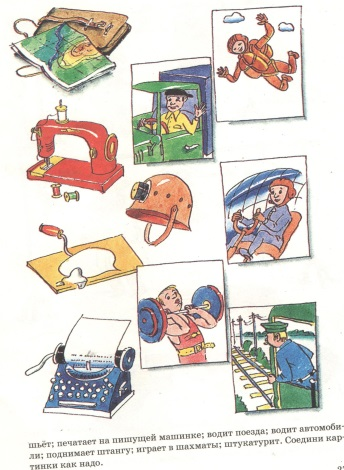 шьёт; печатает на пишущей машинке; водит поезда; водит автомоби-
ли; поднимает штангу; играет в шахматы; штукатурит. Соедини кар-
тинки как надо.